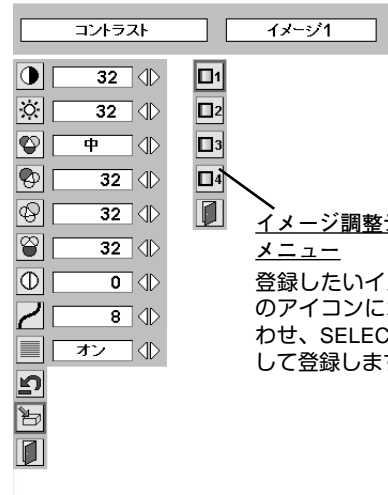 コントラスト イメージ1
32
32
中
32
32
32
0
8
オン
1
2
3
4
イメージ調整
メニュー
登録したいイ
のアイコンに
わせ、SELEC
して登録しま